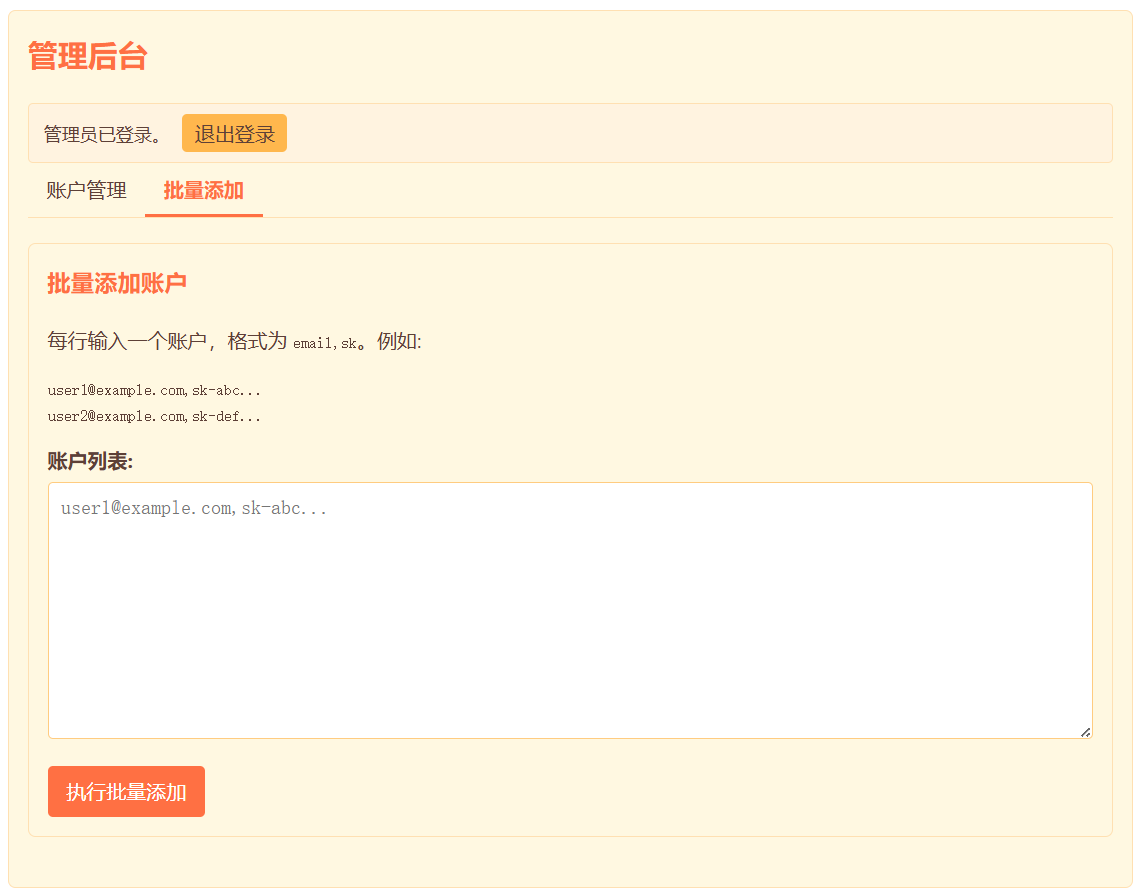 管理后台
管理员已登录。 退出登录
账户管理 批量添加
批量添加账户
每行输入一个账户，格式为 email,sk。例如:
user1@example.com,sk-abc...
user2@example.com,sk-def...
账户列表:
user1@example.com,sk-abc...
执行批量添加